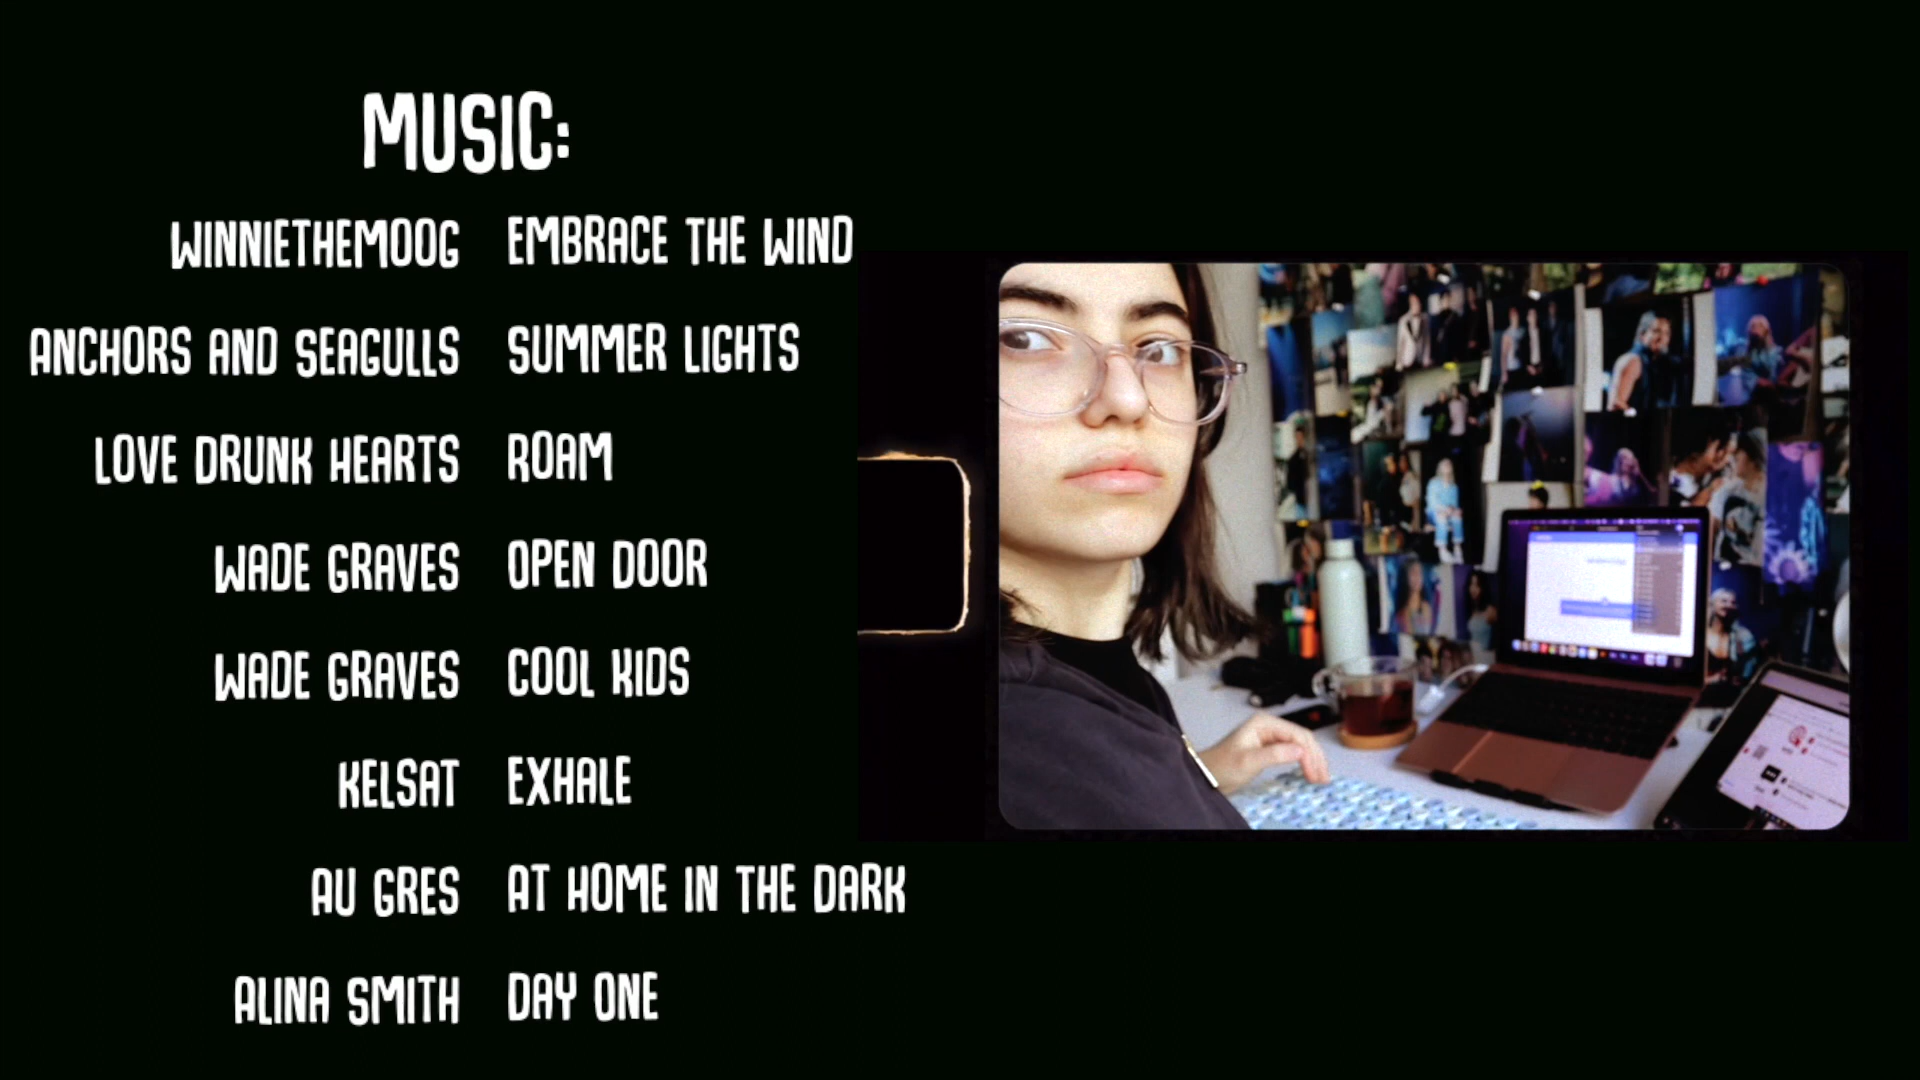 MUSIC:
WINNIETHEMOOG EMBRACE THE WIND
ANCHORS AND SEAGULLS SUMMER LIGHTS
LOVE DRUNK HEARTS ROAM
WADE GRAVES OPEN DOOR
WADE GRAVES COOL KIDS
KELSAT EXHALE
AU GRES AT HOME IN THE DARK
ALINA SMITH DAY ONE